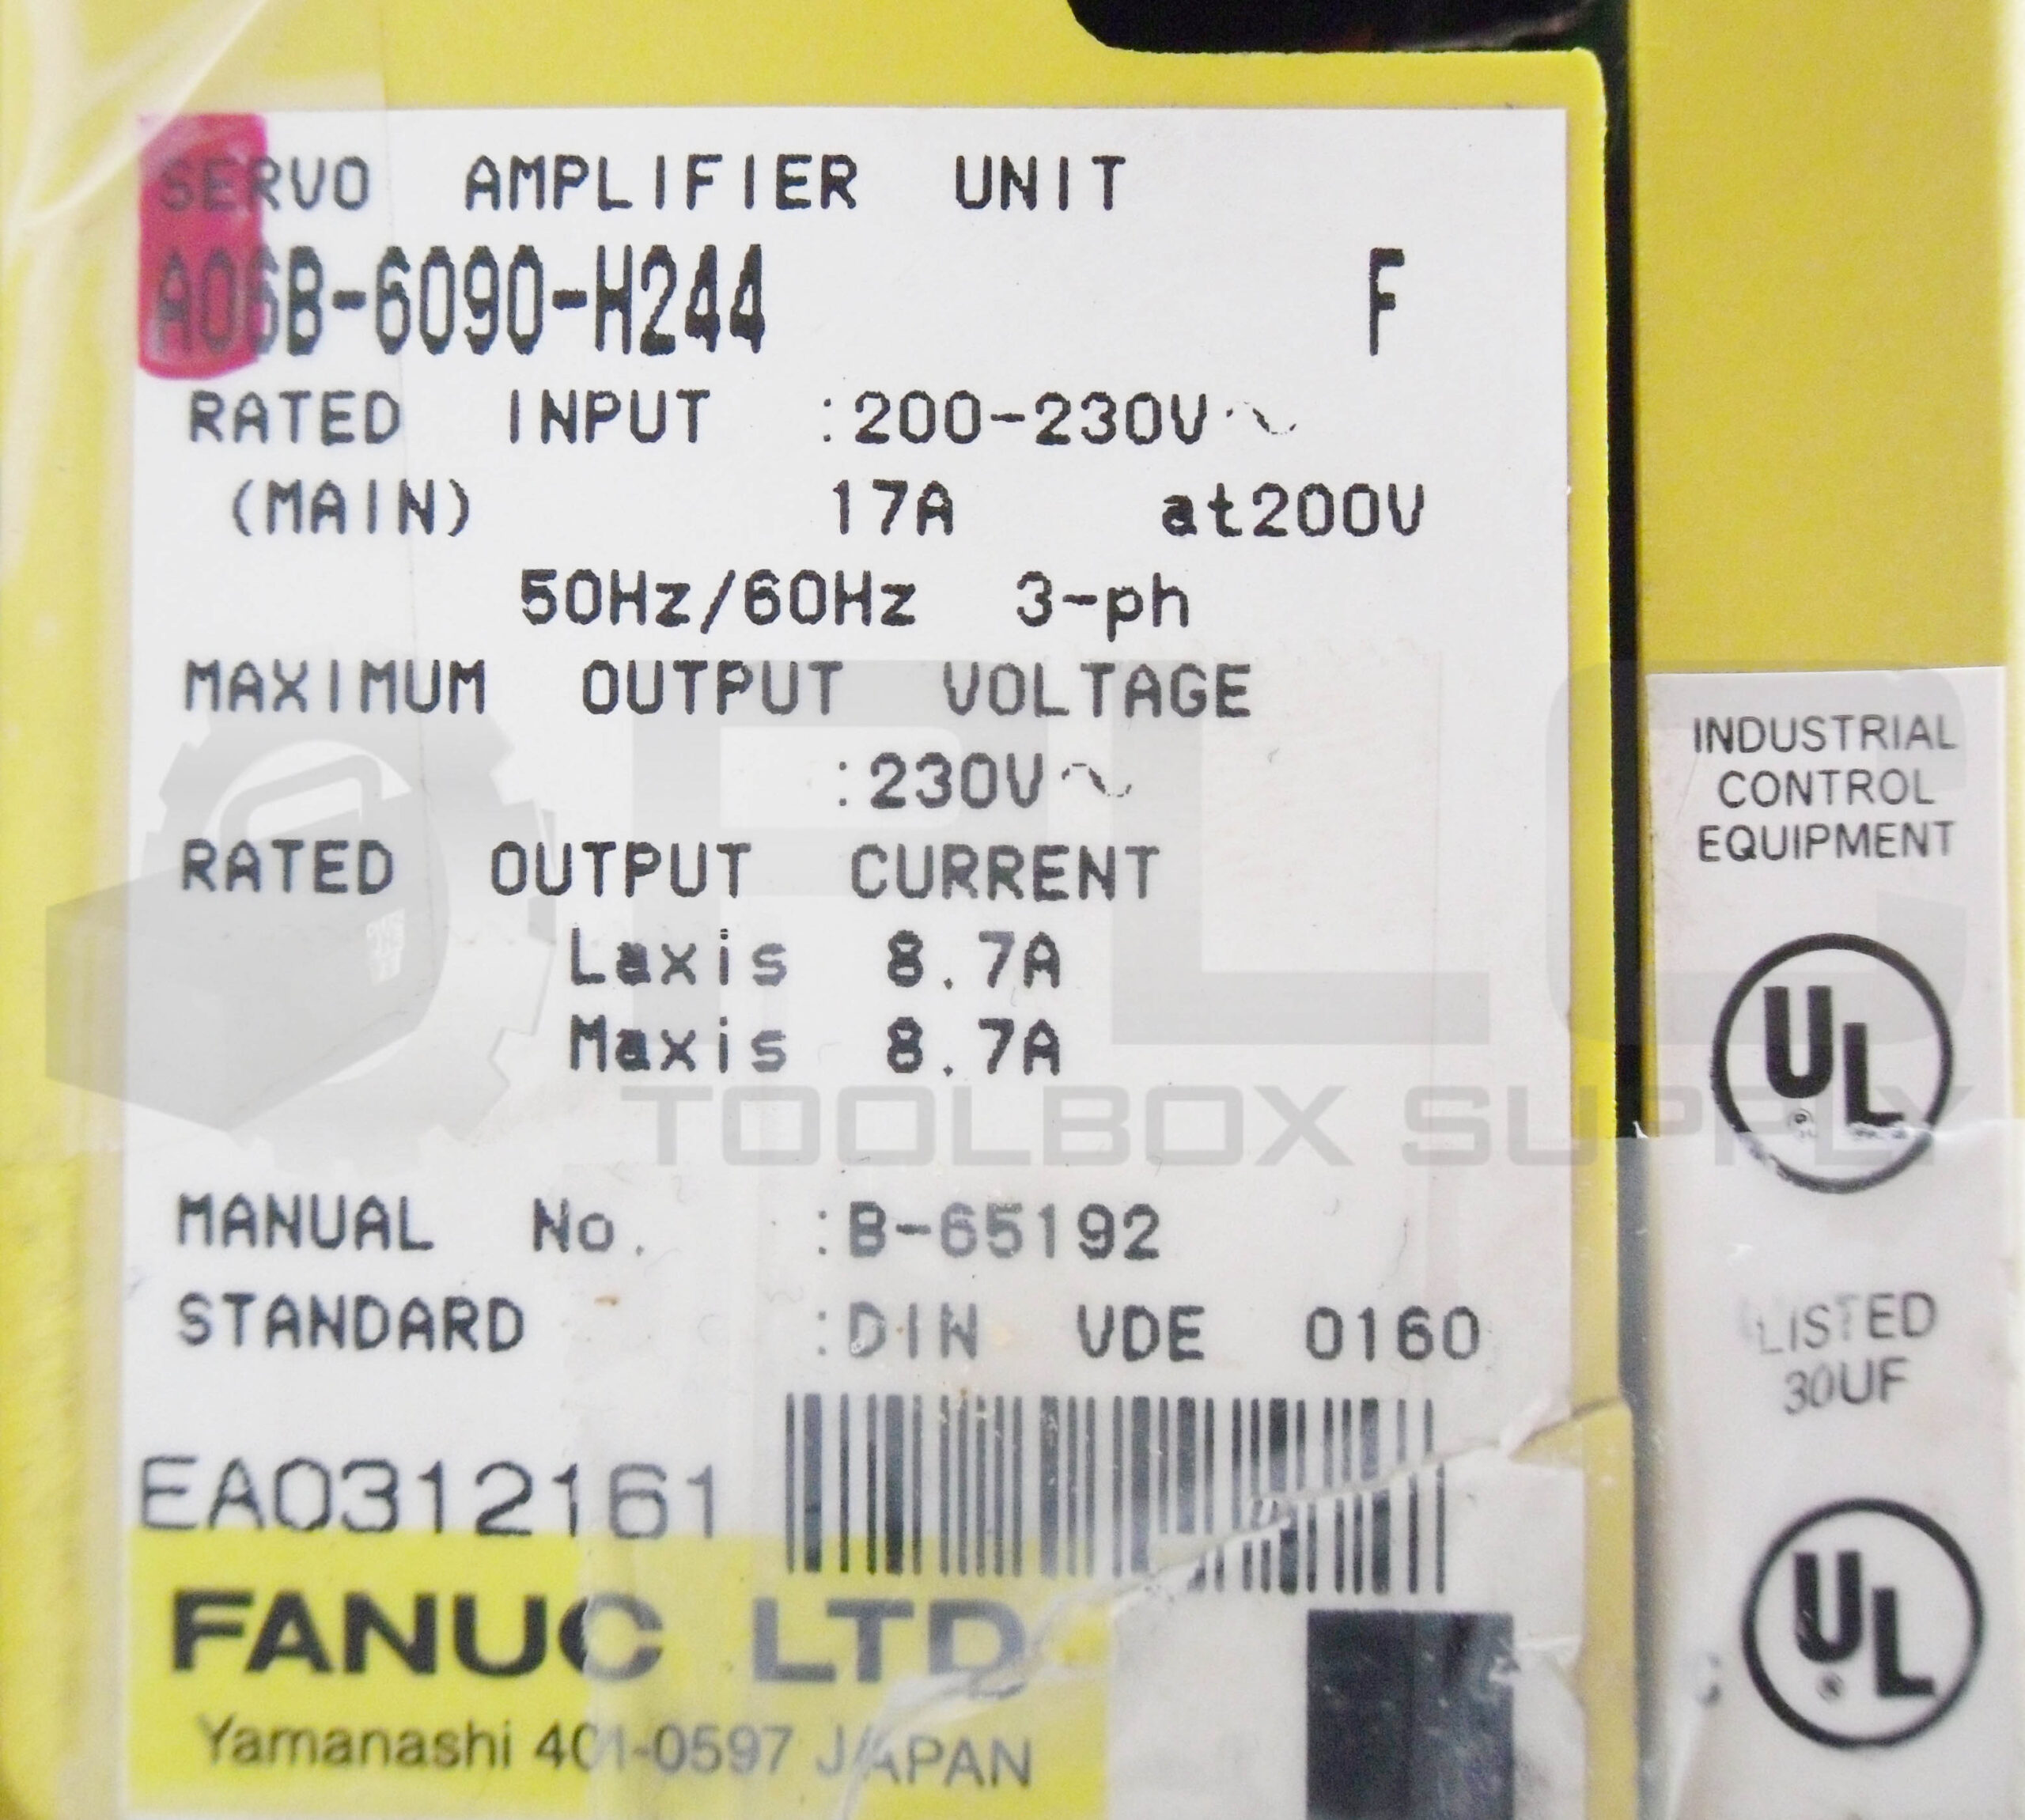 SERVO AMPLIFIER UNIT
A06B-6090-H244 F
RATED INPUT :200-230V~
(MAIN) 17A at200V
50Hz/60Hz 3-ph
MAXIMUM OUTPUT VOLTAGE
:230V~
RATED OUTPUT CURRENT
Laxis 8.7A
Maxis 8.7A
MANUAL No. :B-65192
STANDARD :DIN VDE 0160
EA0312161
FANUC LTD
Yamanashi 401-0597 JAPAN
INDUSTRIAL
CONTROL
EQUIPMENT
UL
LISTED
30UF
UL
PLC
TOOLBOX SUPPLY